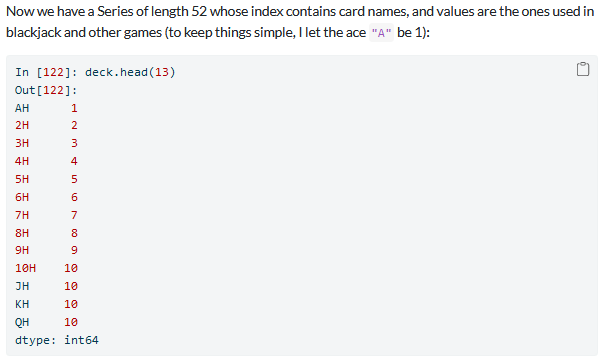 Now we have a Series of length 52 whose index contains card names, and values are the ones used in
blackjack and other games (to keep things simple, I let the ace "A" be 1):
In [122]: deck.head(13)
Out[122]:
AH      1
2H      2
3H      3
4H      4
5H      5
6H      6
7H      7
8H      8
9H      9
10H    10
JH     10
KH     10
QH     10
dtype: int64